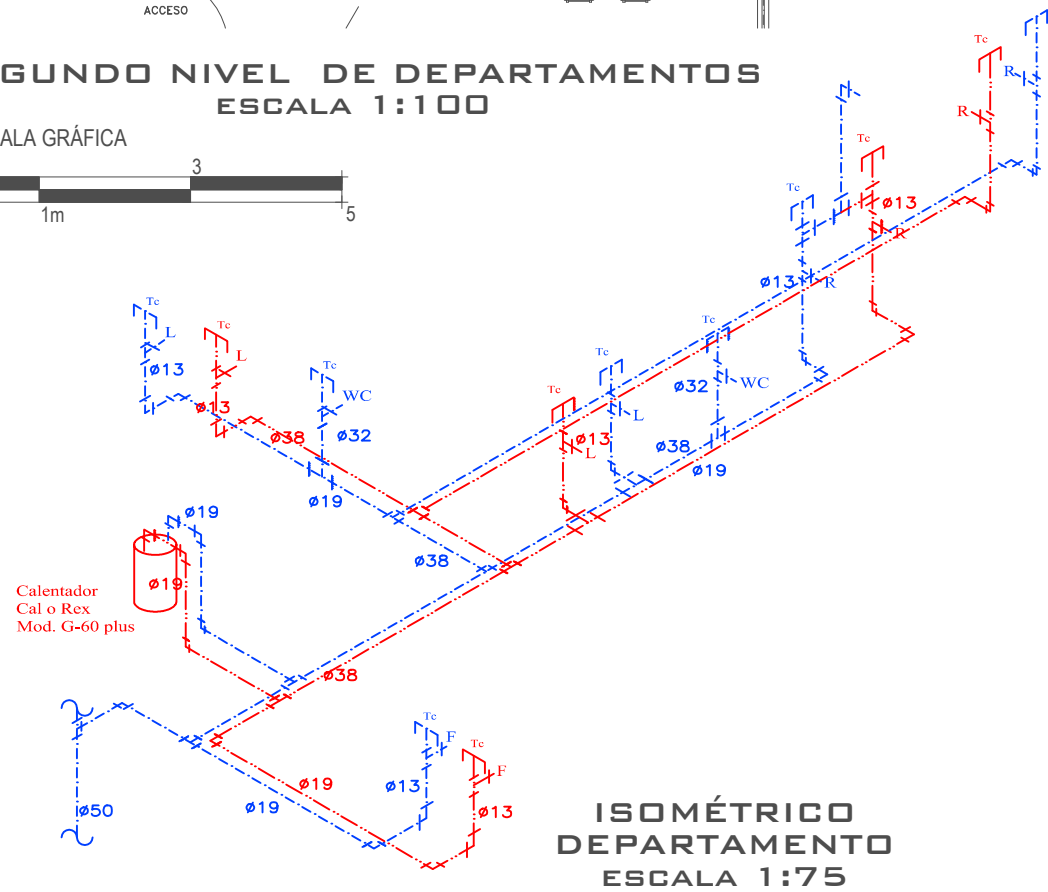 ACCESO
GUNDO NIVEL DE DEPARTAMENTOS
ESCALA 1:100
ALA GRÁFICA
3
1m
5
Tc
R
Tc
R
Tc
ø13
R
Tc
ø13
R
Tc
L
ø13
Tc
L
ø13
Tc
WC
ø32
ø38
ø19
Tc
ø13
L
Tc
L
Tc
ø32
WC
ø38
ø19
ø38
ø19
ø19
Calentador
Cal o Rex
Mod. G-60 plus
ø38
ø50
ø19
ø19
Tc
F
ø13
Tc
F
ø13
ISOMÉTRICO
DEPARTAMENTO
ESCALA 1:75